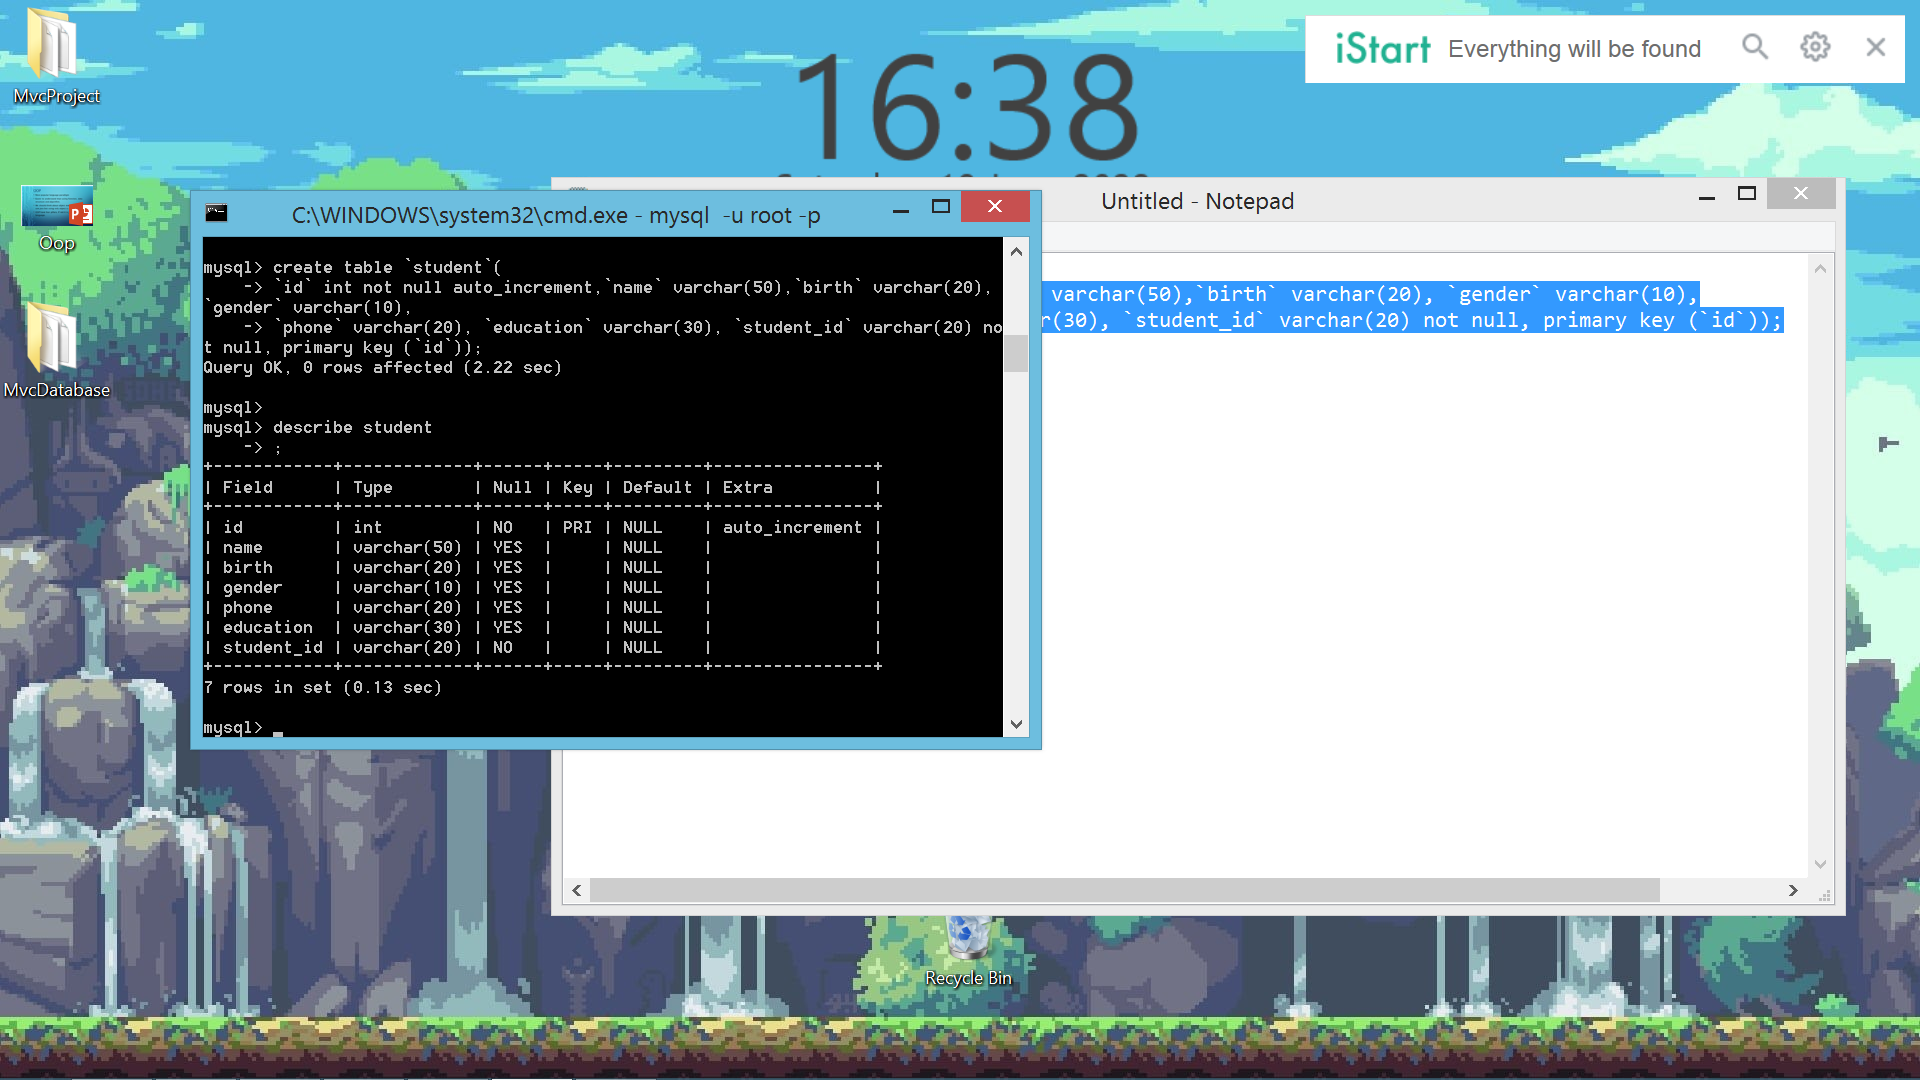 MvcProject
Oop
MvcDatabase
16:38
iStart Everything will be found
C:\WINDOWS\system32\cmd.exe - mysql  -u root -p
mysql> create table `student`(
    -> `id` int not null auto_increment,`name` varchar(50),`birth` varchar(20),
`gender` varchar(10),
    -> `phone` varchar(20), `education` varchar(30), `student_id` varchar(20) no
t null, primary key (`id`));
Query OK, 0 rows affected (2.22 sec)
mysql>
mysql> describe student
    -> ;
+------------+-------------+------+-----+---------+----------------+
| Field      | Type        | Null | Key | Default | Extra          |
+------------+-------------+------+-----+---------+----------------+
| id         | int         | NO   | PRI | NULL    | auto_increment |
| name       | varchar(50) | YES  |     | NULL    |                |
| birth      | varchar(20) | YES  |     | NULL    |                |
| gender     | varchar(10) | YES  |     | NULL    |                |
| phone      | varchar(20) | YES  |     | NULL    |                |
| education  | varchar(30) | YES  |     | NULL    |                |
| student_id | varchar(20) | NO   |     | NULL    |                |
+------------+-------------+------+-----+---------+----------------+
7 rows in set (0.13 sec)
mysql>
Untitled - Notepad
varchar(50),`birth` varchar(20), `gender` varchar(10),
r(30), `student_id` varchar(20) not null, primary key (`id`));
Recycle Bin